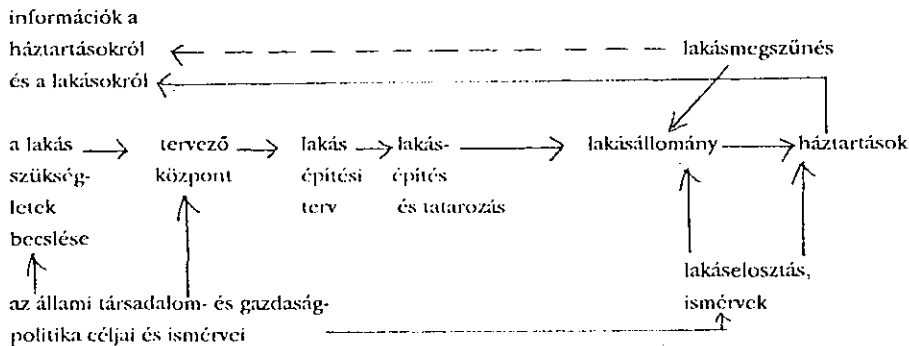 információk a
háztartásokról
és a lakásokról
lakásmegszűnés
a lakás
szükség-
letek
becslése
tervező
központ
lakás
építési
terv
lakás-
építés
és tatarozás
lakásállomány
háztartások
lakáselosztás,
ismérvek
az állami társadalom- és gazdaság-
politika céljai és ismérvei